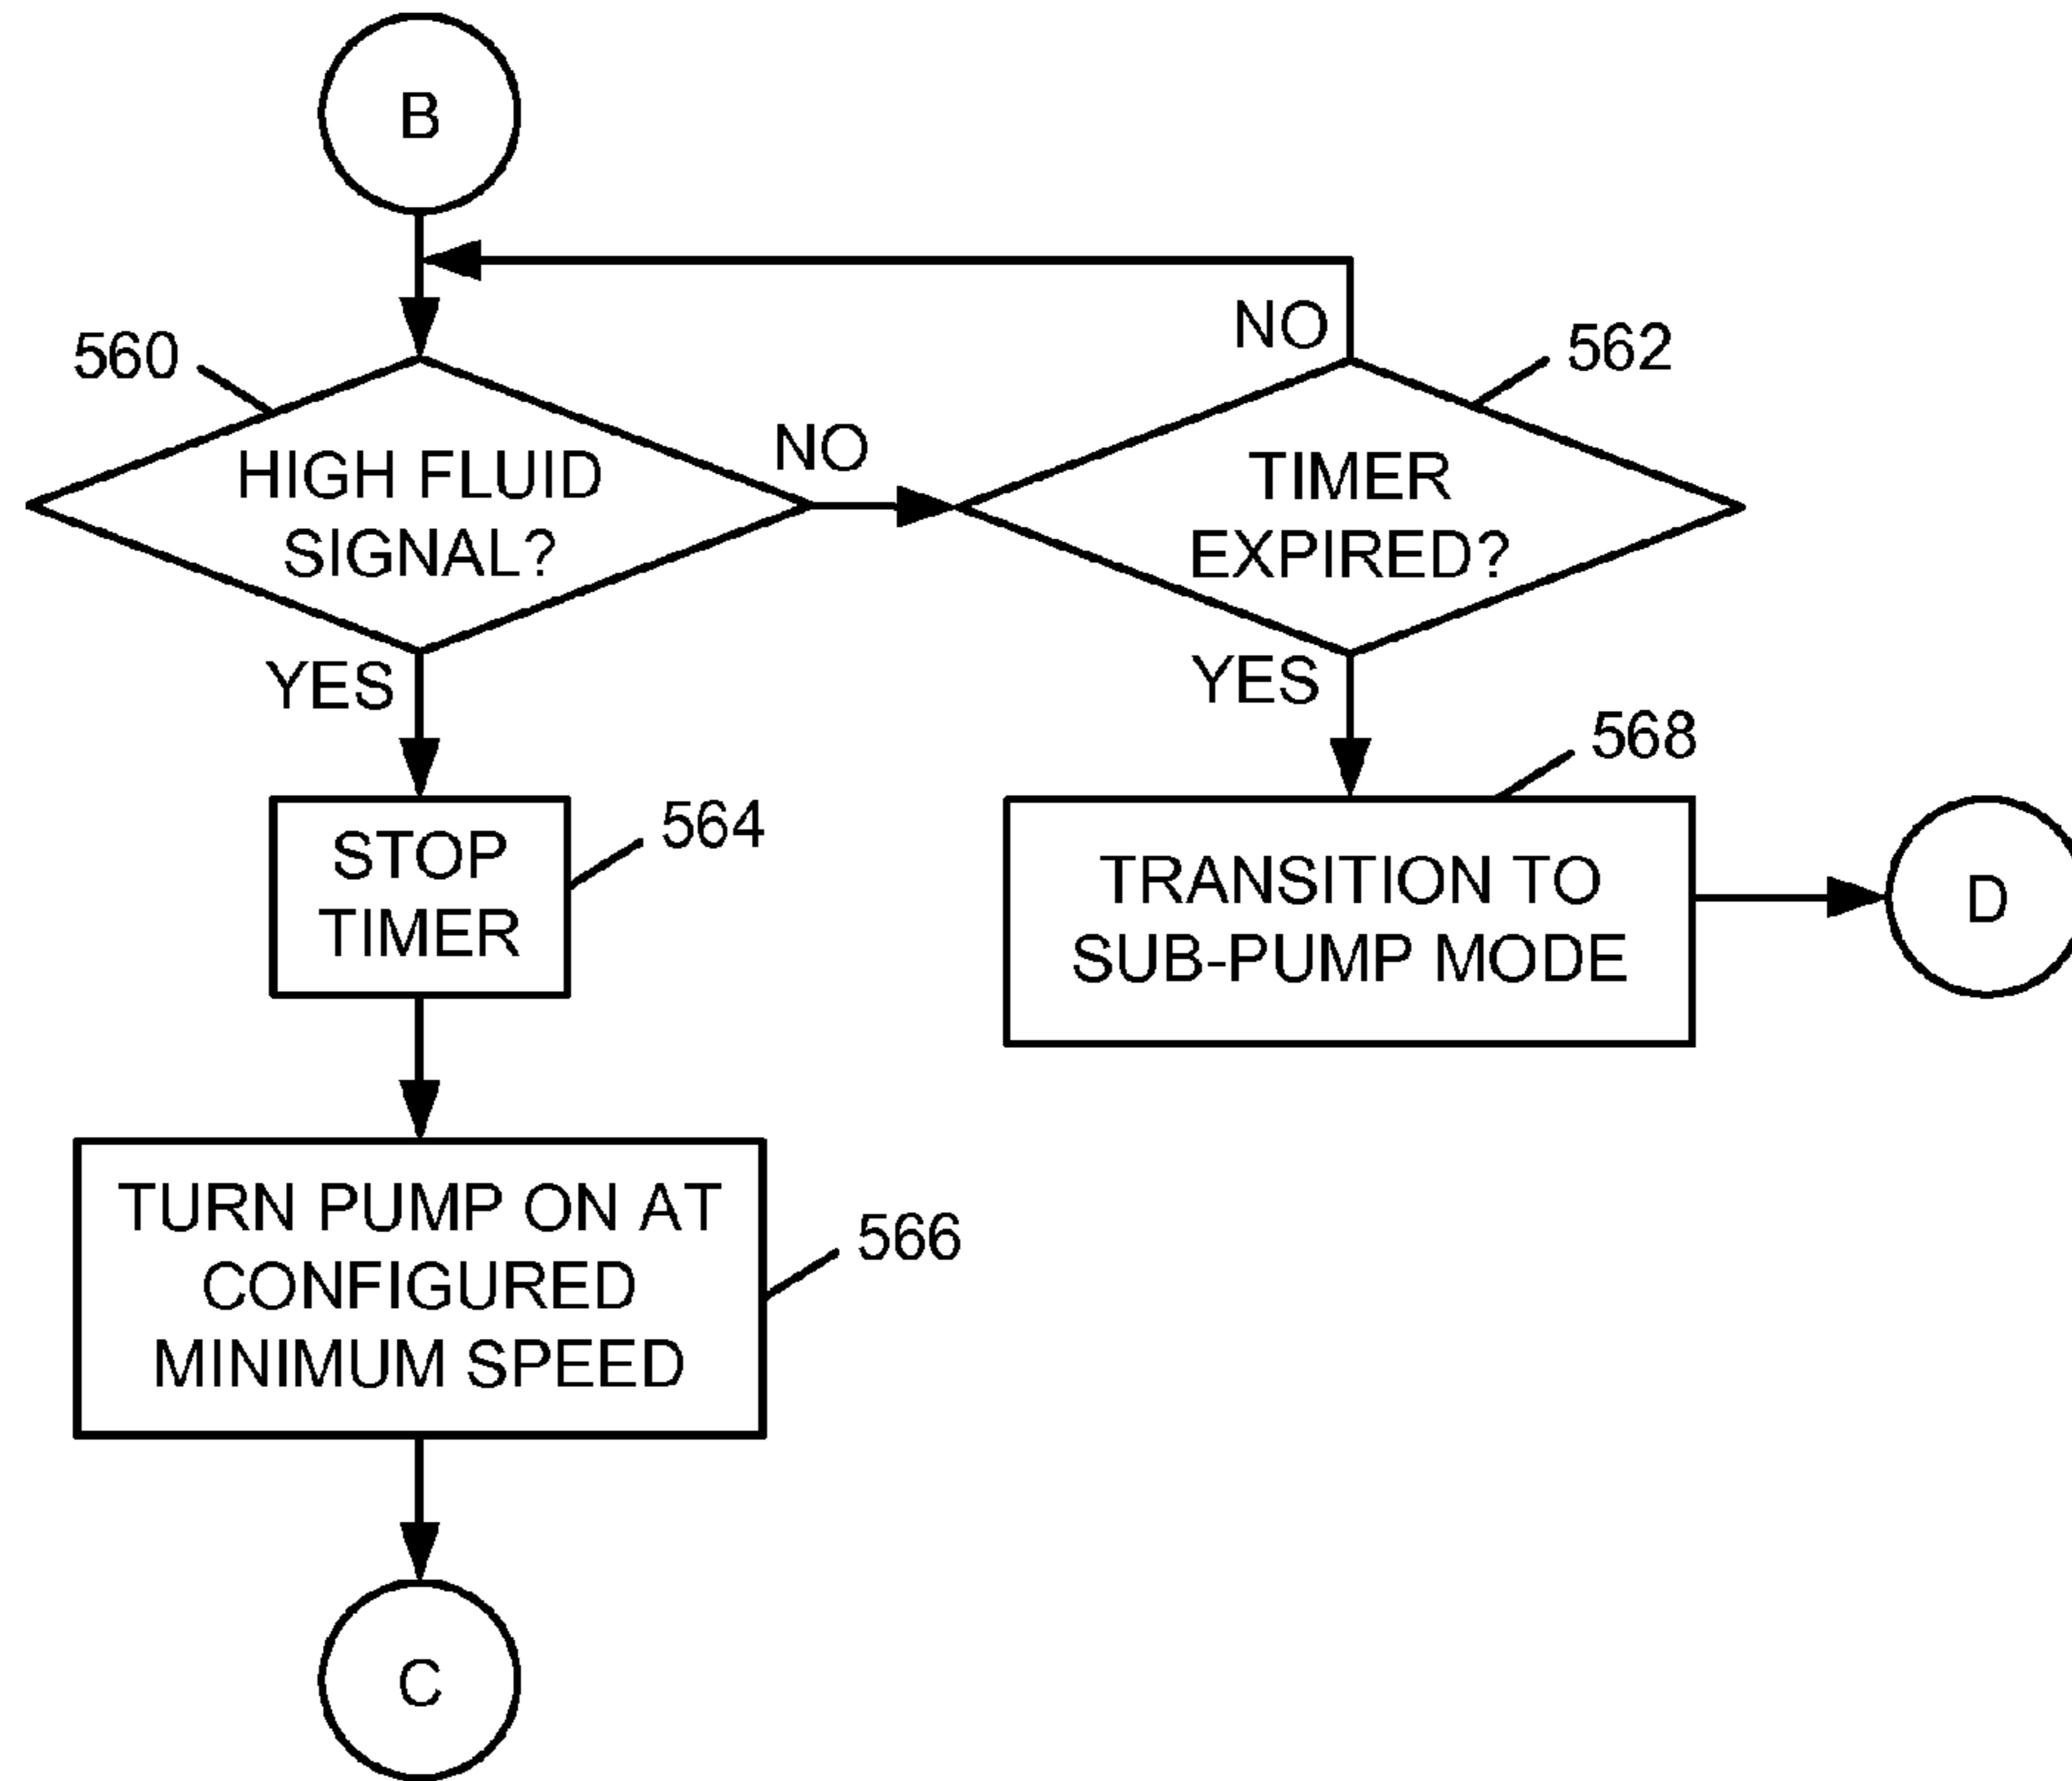 B
NO
560
562
HIGH FLUID
SIGNAL?
NO
TIMER
EXPIRED?
YES
YES
568
STOP
TIMER
564
TRANSITION TO
SUB-PUMP MODE
D
TURN PUMP ON AT
CONFIGURED
MINIMUM SPEED
566
C